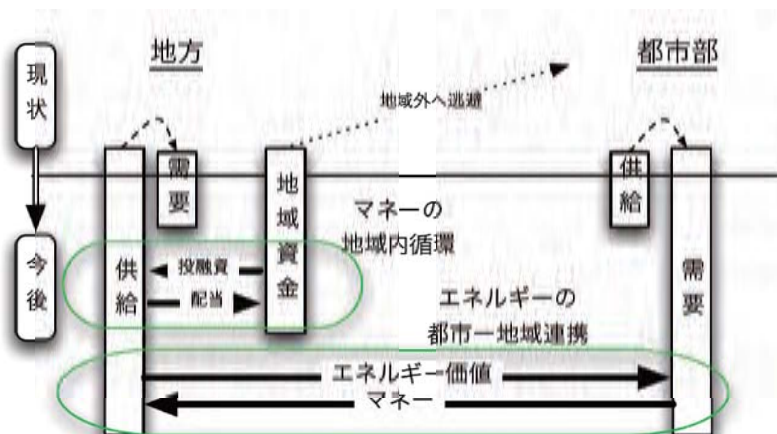 地方
都市部
現状
地域外へ逃避
需要
供給
地域資金
マネーの
地域内循環
今後
供給
投融資
配当
需要
エネルギーの
都市ー地域連携
エネルギー価値
マネー